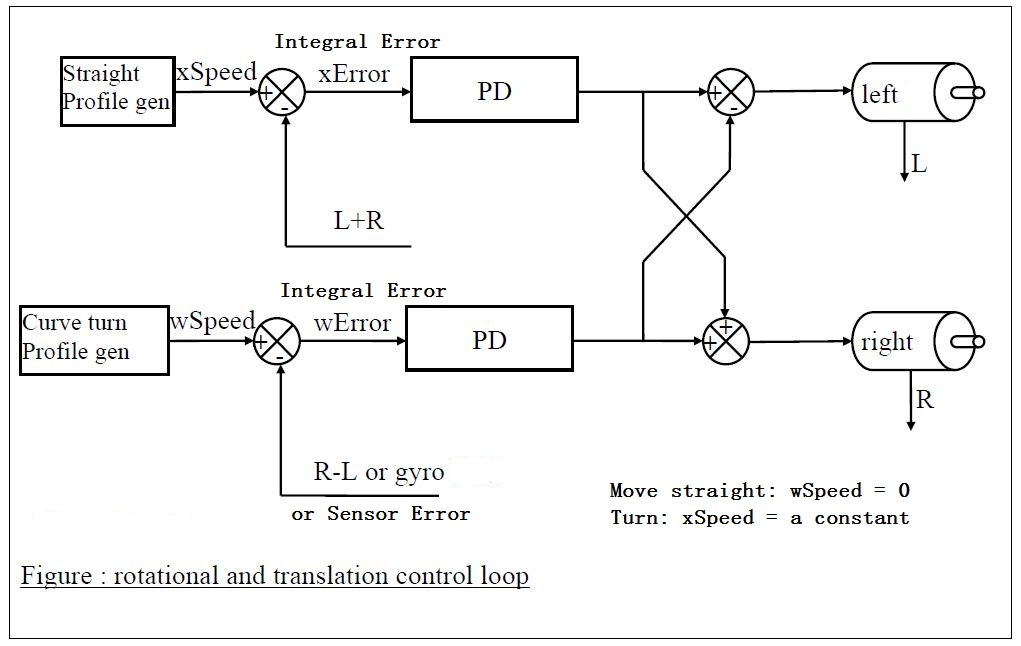 Integral Error
Straight
Profile gen
xSpeed
+
-
xError
PD
+
-
left
L
L+R
Integral Error
Curve turn
Profile gen
wSpeed
+
-
wError
PD
+
+
right
R
R-L or gyro
or Sensor Error
Move straight: wSpeed = 0
Turn: xSpeed = a constant
Figure : rotational and translation control loop